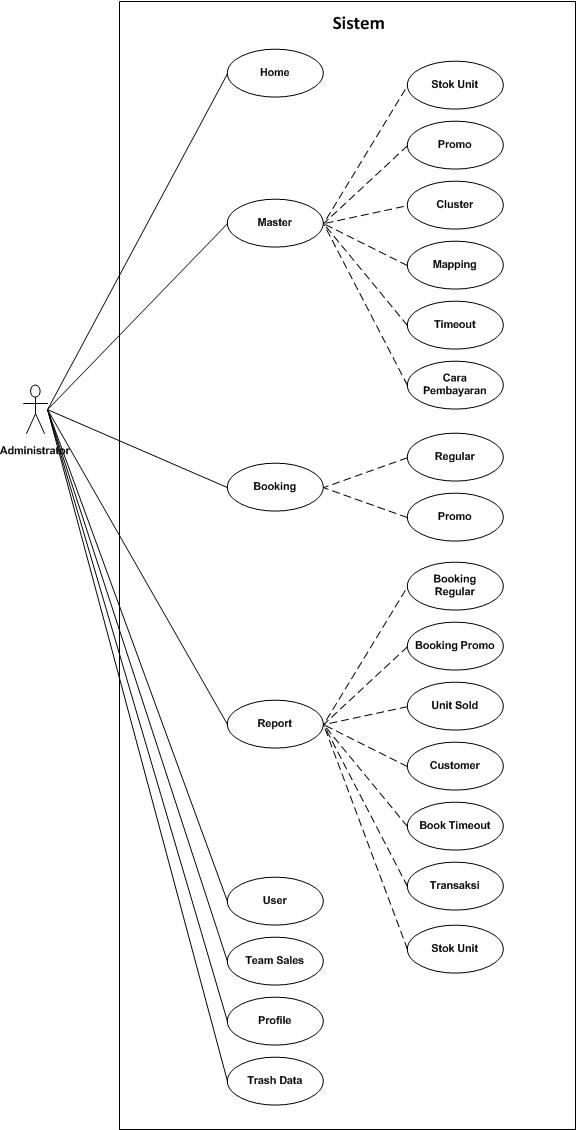 Sistem
Home
Stok Unit
Promo
Master
Cluster
Mapping
Timeout
Cara
Pembayaran
Administrator
Regular
Booking
Promo
Booking
Regular
Booking Promo
Unit Sold
Report
Customer
Book Timeout
Transaksi
User
Stok Unit
Team Sales
Profile
Trash Data